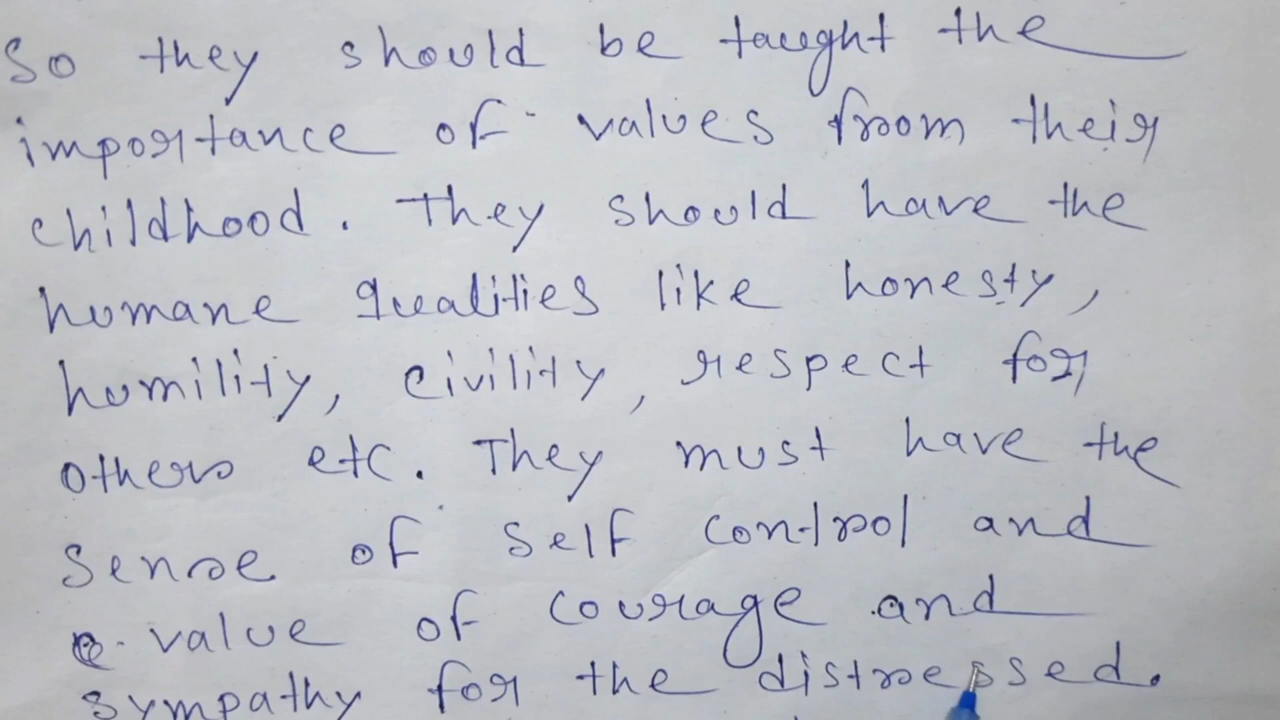 So they should be taught the
importance of values from their
childhood. They should have the
humane qualities like honesty,
humility, civility, respect for
others etc. They must have the
sense of self control and
value of courage and
sympathy for the distressed.